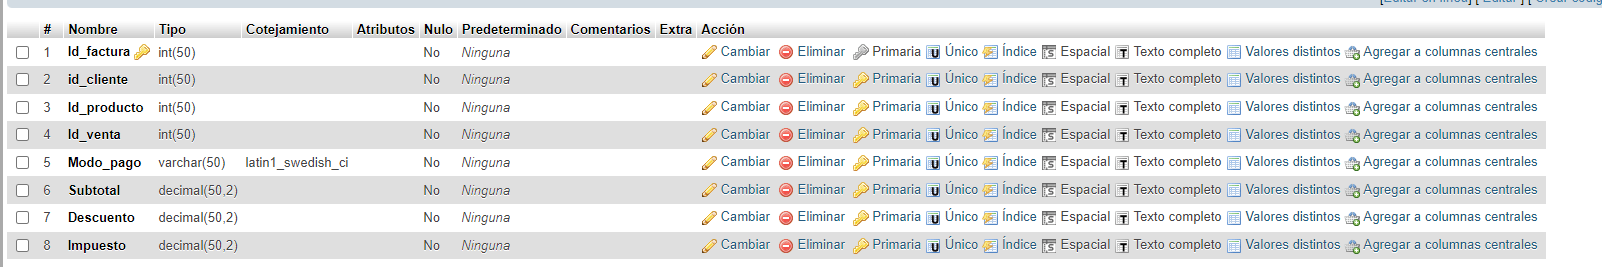 [Editar en línea] [ Editar ] [ Crear código
# Nombre Tipo Cotejamiento Atributos Nulo Predeterminado Comentarios Extra Acción
1 Id_factura int(50) No Ninguna Cambiar Eliminar Primaria Único Índice Espacial Texto completo Valores distintos Agregar a columnas centrales
2 id_cliente int(50) No Ninguna Cambiar Eliminar Primaria Único Índice Espacial Texto completo Valores distintos Agregar a columnas centrales
3 Id_producto int(50) No Ninguna Cambiar Eliminar Primaria Único Índice Espacial Texto completo Valores distintos Agregar a columnas centrales
4 Id_venta int(50) No Ninguna Cambiar Eliminar Primaria Único Índice Espacial Texto completo Valores distintos Agregar a columnas centrales
5 Modo_pago varchar(50) latin1_swedish_ci No Ninguna Cambiar Eliminar Primaria Único Índice Espacial Texto completo Valores distintos Agregar a columnas centrales
6 Subtotal decimal(50,2) No Ninguna Cambiar Eliminar Primaria Único Índice Espacial Texto completo Valores distintos Agregar a columnas centrales
7 Descuento decimal(50,2) No Ninguna Cambiar Eliminar Primaria Único Índice Espacial Texto completo Valores distintos Agregar a columnas centrales
8 Impuesto decimal(50,2) No Ninguna Cambiar Eliminar Primaria Único Índice Espacial Texto completo Valores distintos Agregar a columnas centrales